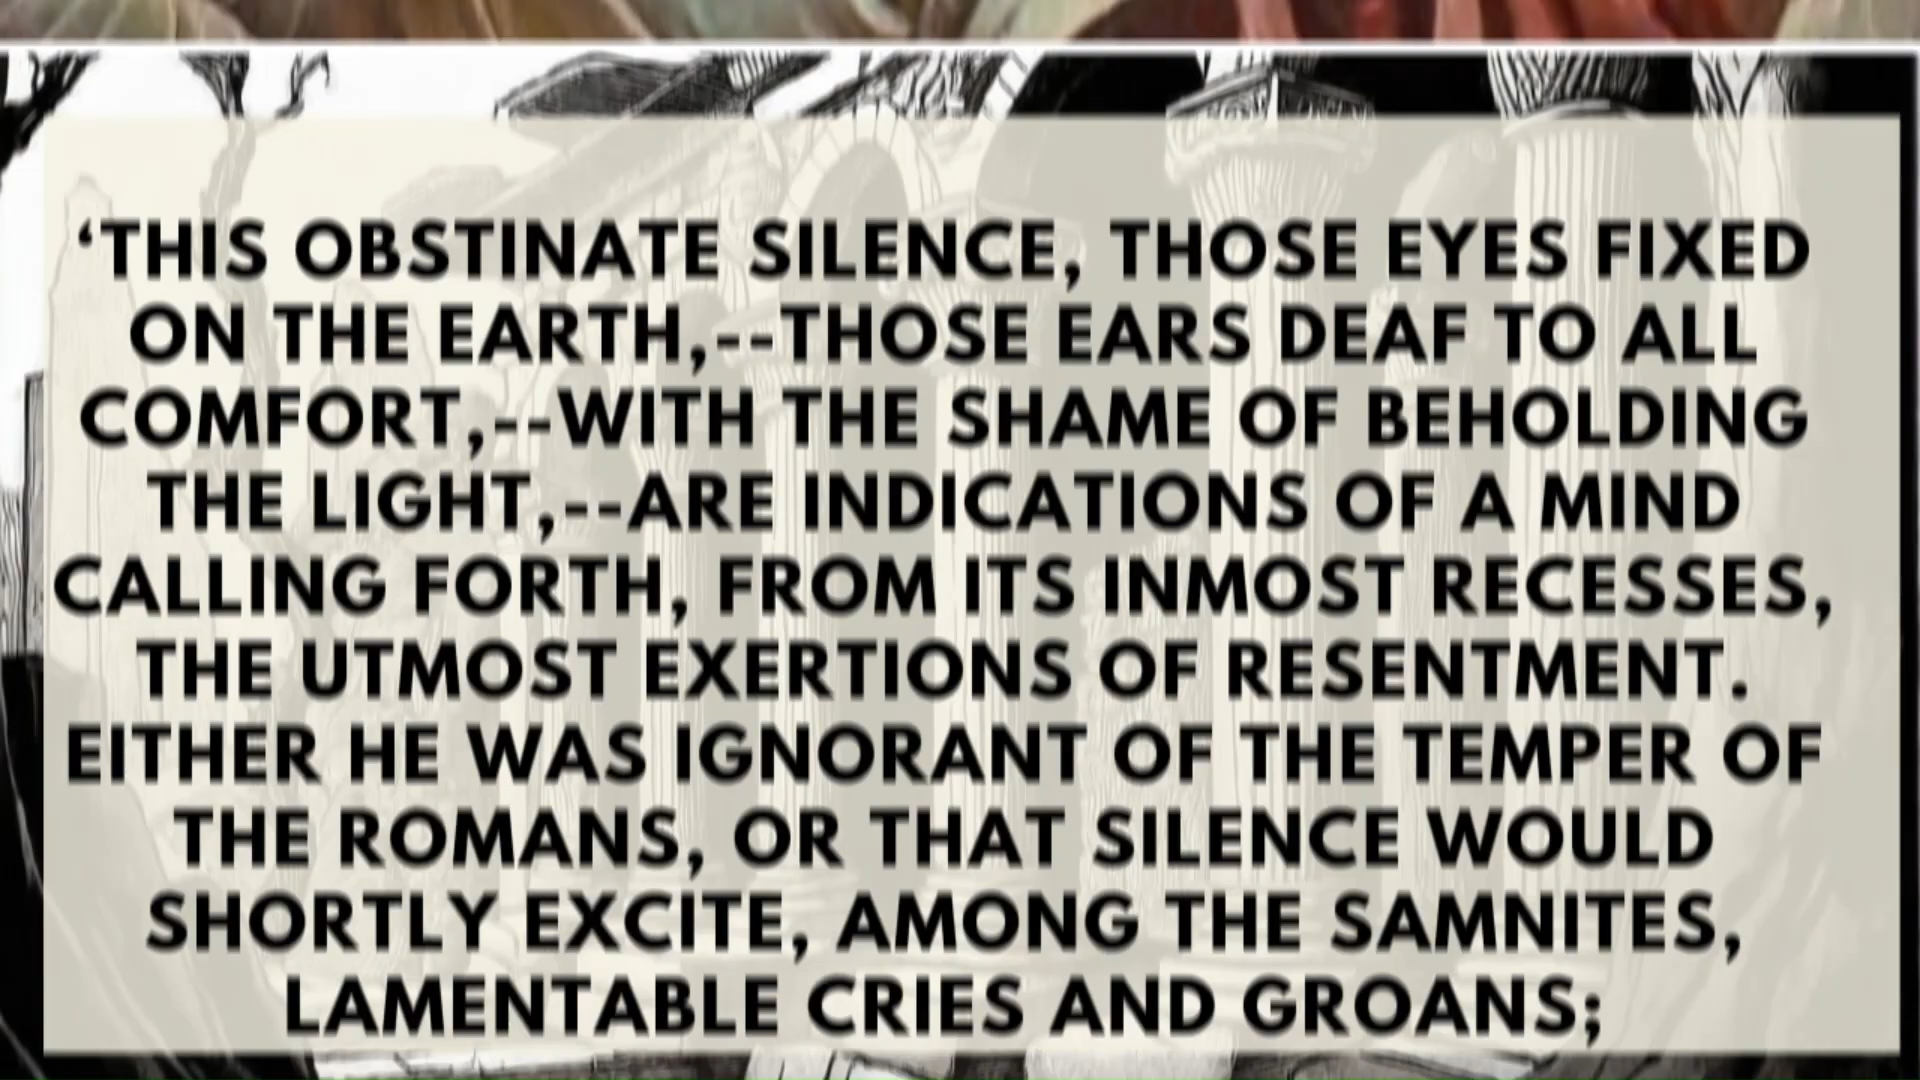 ‘THIS OBSTINATE SILENCE, THOSE EYES FIXED
ON THE EARTH,--THOSE EARS DEAF TO ALL
COMFORT,--WITH THE SHAME OF BEHOLDING
THE LIGHT,--ARE INDICATIONS OF A MIND
CALLING FORTH, FROM ITS INMOST RECESSES,
THE UTMOST EXERTIONS OF RESENTMENT.
EITHER HE WAS IGNORANT OF THE TEMPER OF
THE ROMANS, OR THAT SILENCE WOULD
SHORTLY EXCITE, AMONG THE SAMNITES,
LAMENTABLE CRIES AND GROANS;